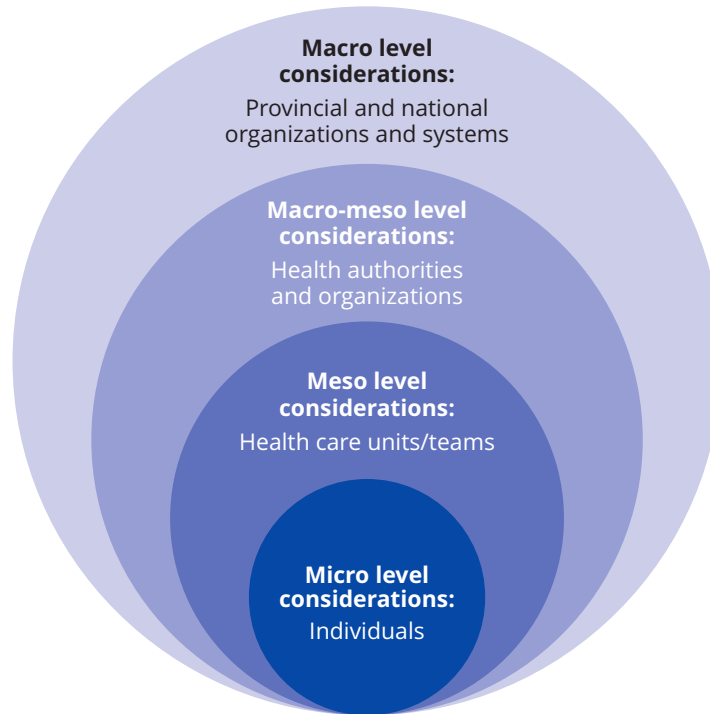 Macro level
considerations:
Provincial and national
organizations and systems
Macro-meso level
considerations:
Health authorities
and organizations
Meso level
considerations:
Health care units/teams
Micro level
considerations:
Individuals